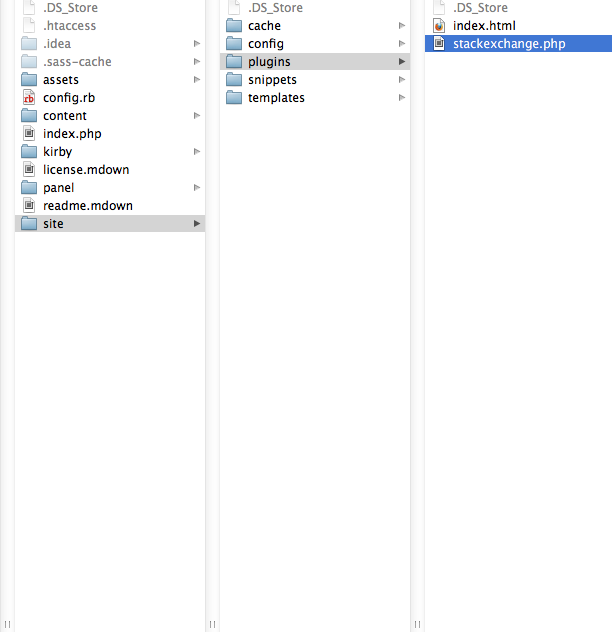 .DS_Store
.htaccess
.idea
.sass-cache
assets
config.rb
content
index.php
kirby
license.mdown
panel
readme.mdown
site
.DS_Store
cache
config
plugins
snippets
templates
.DS_Store
index.html
stackexchange.php